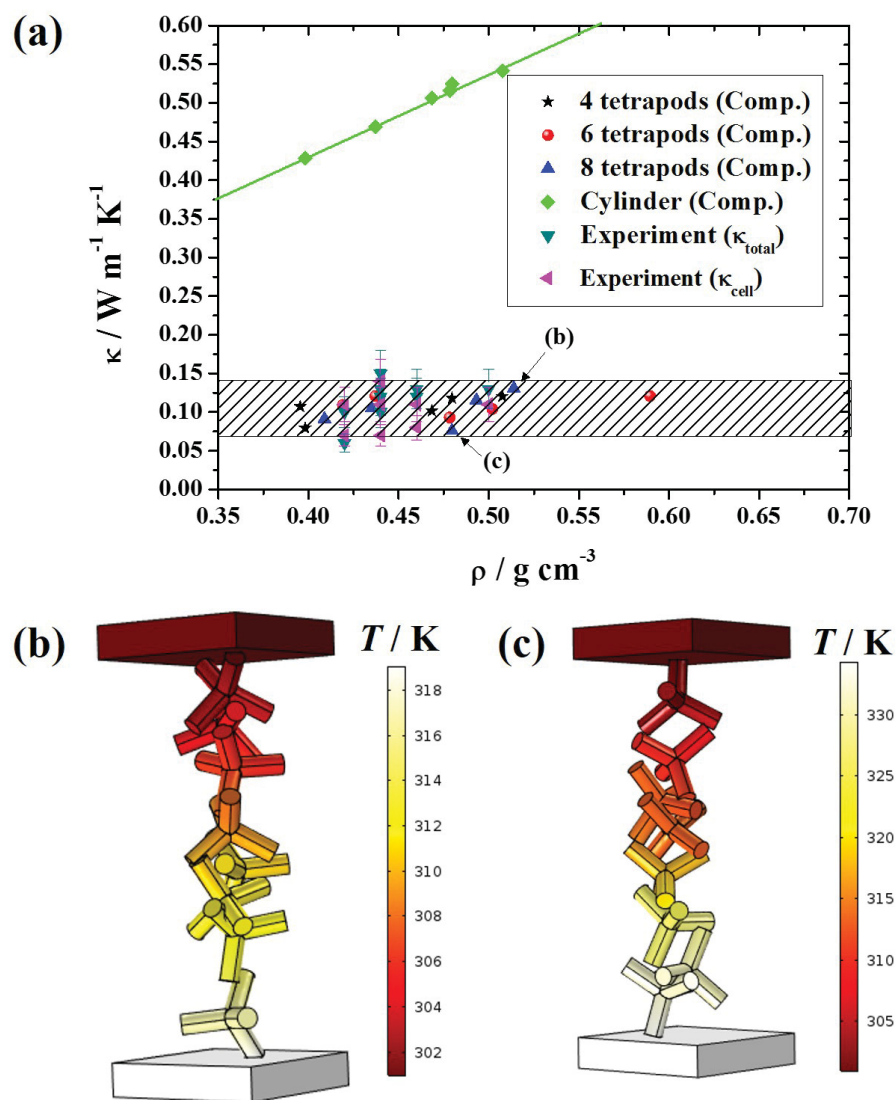 (a)
κ / W m⁻¹ K⁻¹
0.60
0.55
0.50
0.45
0.40
0.35
0.30
0.25
0.20
0.15
0.10
0.05
0.00
4 tetrapods (Comp.)
6 tetrapods (Comp.)
8 tetrapods (Comp.)
Cylinder (Comp.)
Experiment (κtotal)
Experiment (κcell)
(b)
(c)
0.35 0.40 0.45 0.50 0.55 0.60 0.65 0.70
ρ / g cm⁻³
(b)
T / K
318
316
314
312
310
308
306
304
302
(c)
T / K
330
325
320
315
310
305